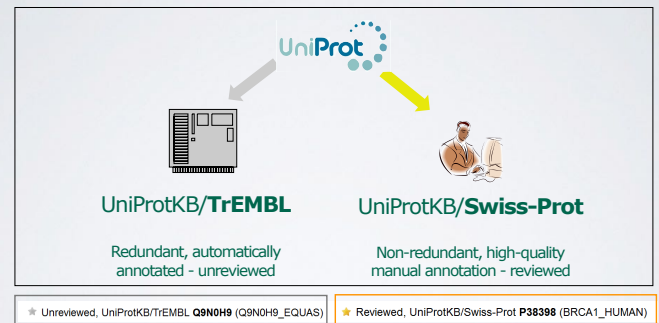 UniProt
UniProtKB/TrEMBL
UniProtKB/Swiss-Prot
Redundant, automatically
annotated - unreviewed
Non-redundant, high-quality
manual annotation - reviewed
Unreviewed, UniProtKB/TrEMBL Q9N0H9 (Q9N0H9_EQUAS)
Reviewed, UniProtKB/Swiss-Prot P38398 (BRCA1_HUMAN)